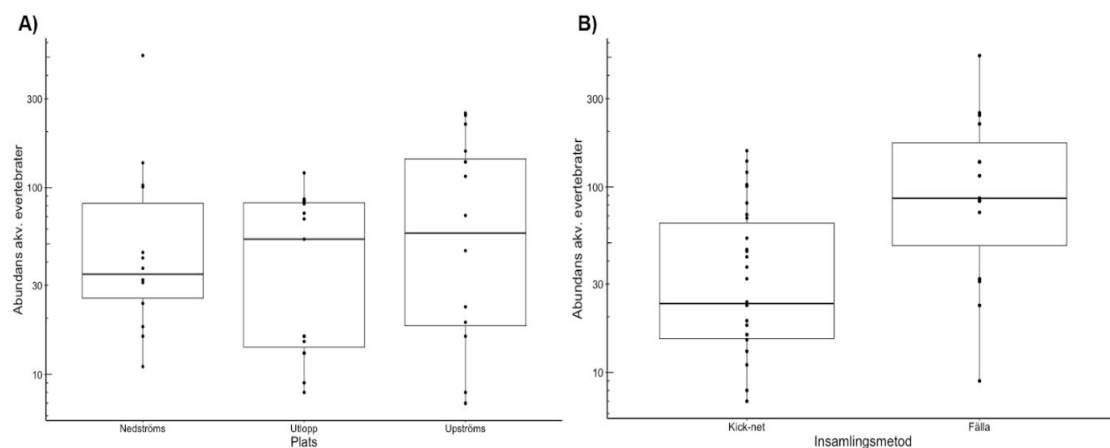 A)
Abundans akv. evertebrater
300
100
30
10
Nedströms
Utlopp
Upströms
Plats
B)
Abundans akv. evertebrater
300
100
30
10
Kick-net
Fälla
Insamlingsmetod